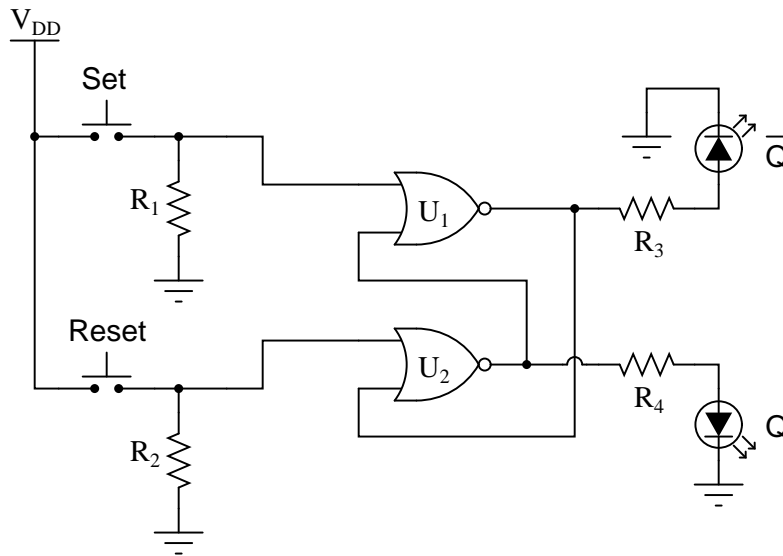 V_DD
Set
R_1
U_1
R_3
Q̅
Reset
R_2
U_2
R_4
Q